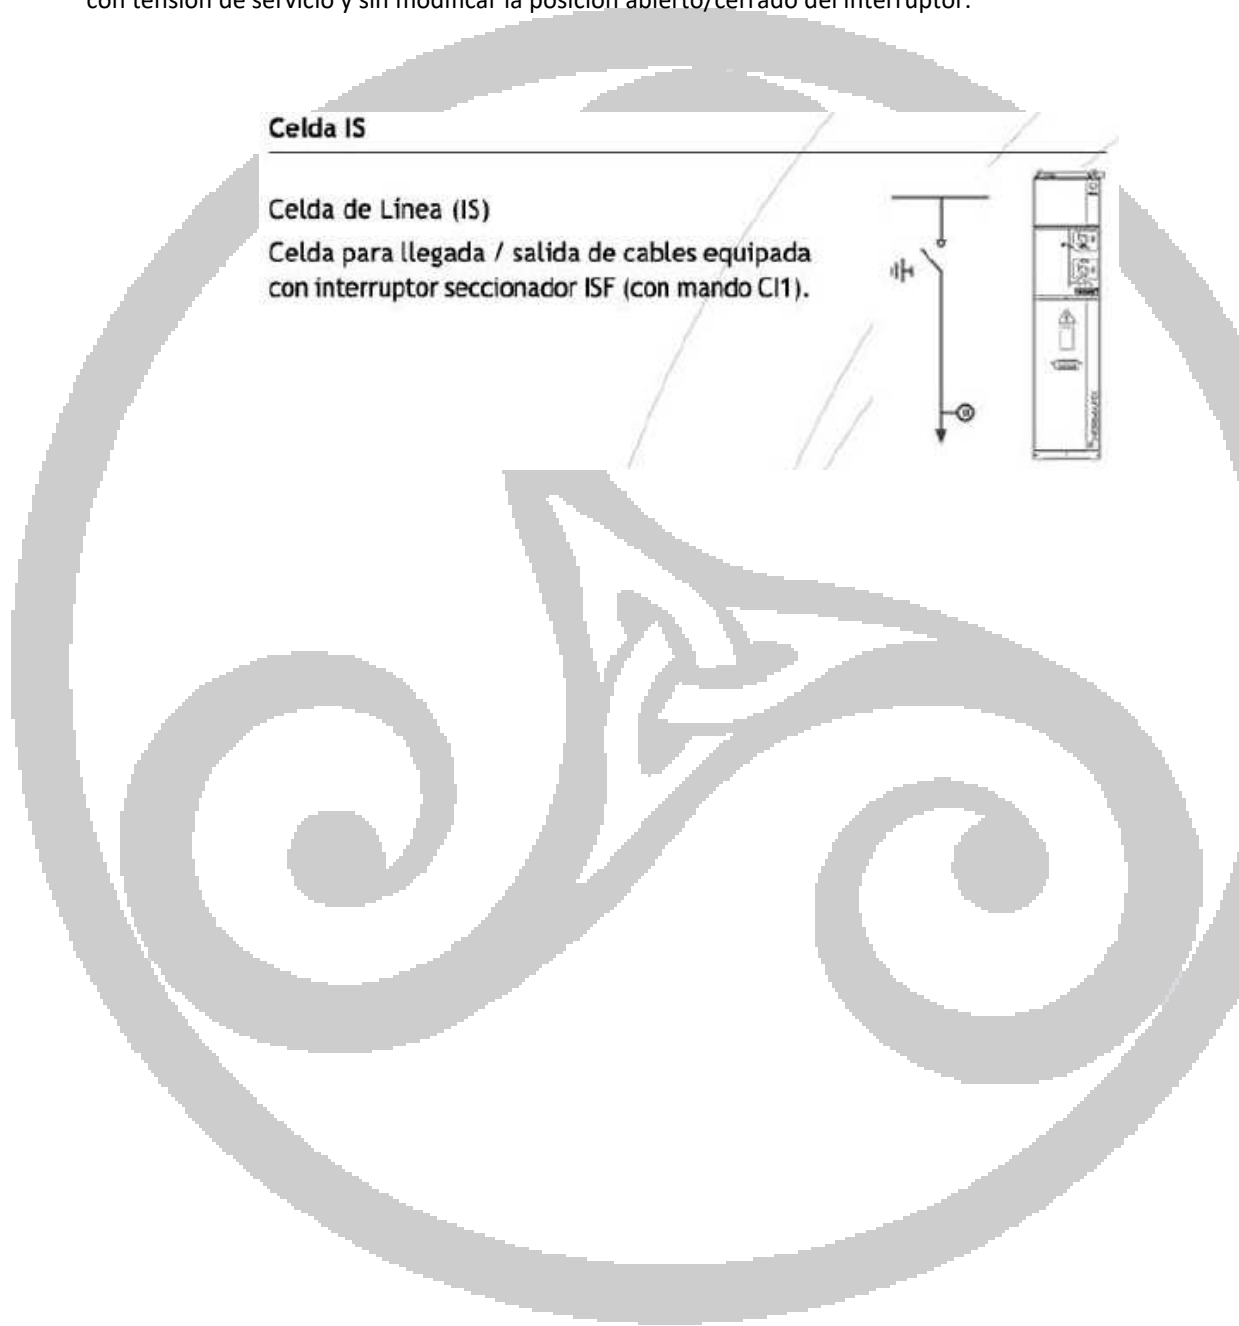 con tensión de servicio y sin modificar la posición abierto/cerrado del interruptor.
Celda IS
Celda de Línea (IS)
Celda para llegada / salida de cables equipada
con interruptor seccionador ISF (con mando CI1).